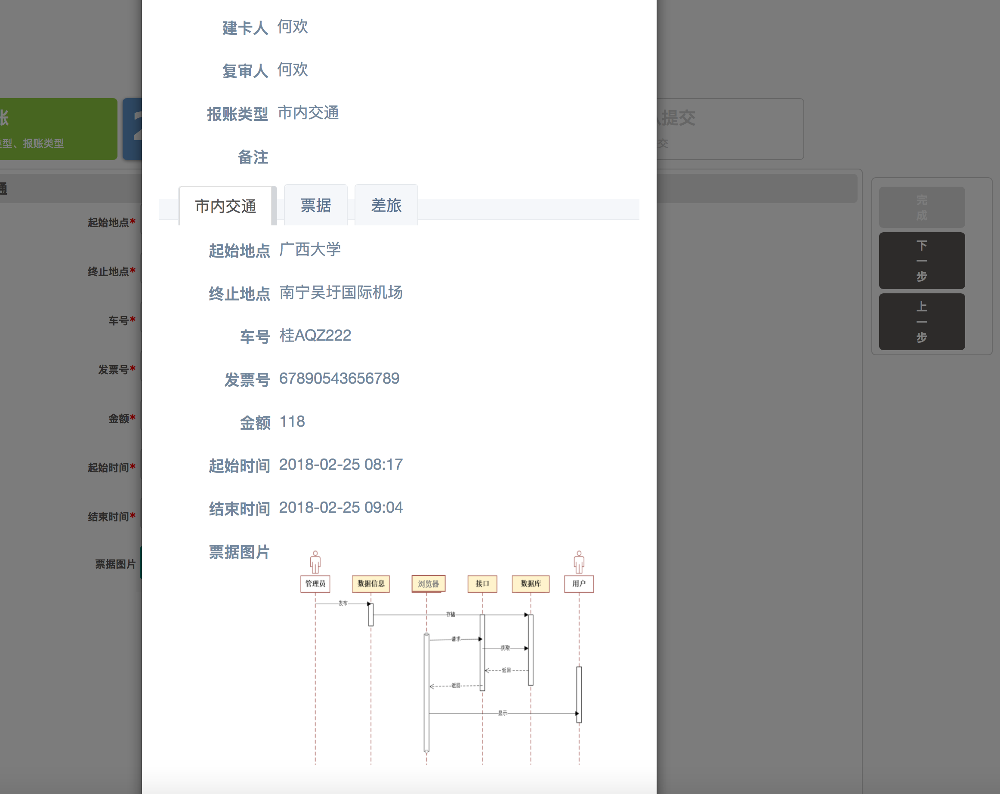 建卡人 何欢
复审人 何欢
报账类型 市内交通
备注
市内交通 票据 差旅
起始地点 广西大学
终止地点 南宁吴圩国际机场
车号 桂AQZ222
发票号 67890543656789
金额 118
起始时间 2018-02-25 08:17
结束时间 2018-02-25 09:04
票据图片
管理员 数据信息 浏览器 接口 数据库 用户
发布
存储
请求
获取
返回
返回
显示
账
型、报账类型
2
提交
交
通
起始地点*
终止地点*
车号*
发票号*
金额*
起始时间*
结束时间*
票据图片
完
成
下
一
步
上
一
步